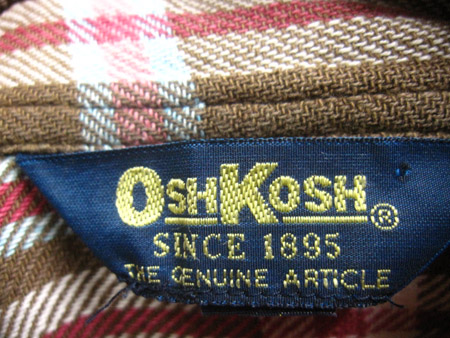 OSHKOSH®
SINCE 1895
THE GENUINE ARTICLE